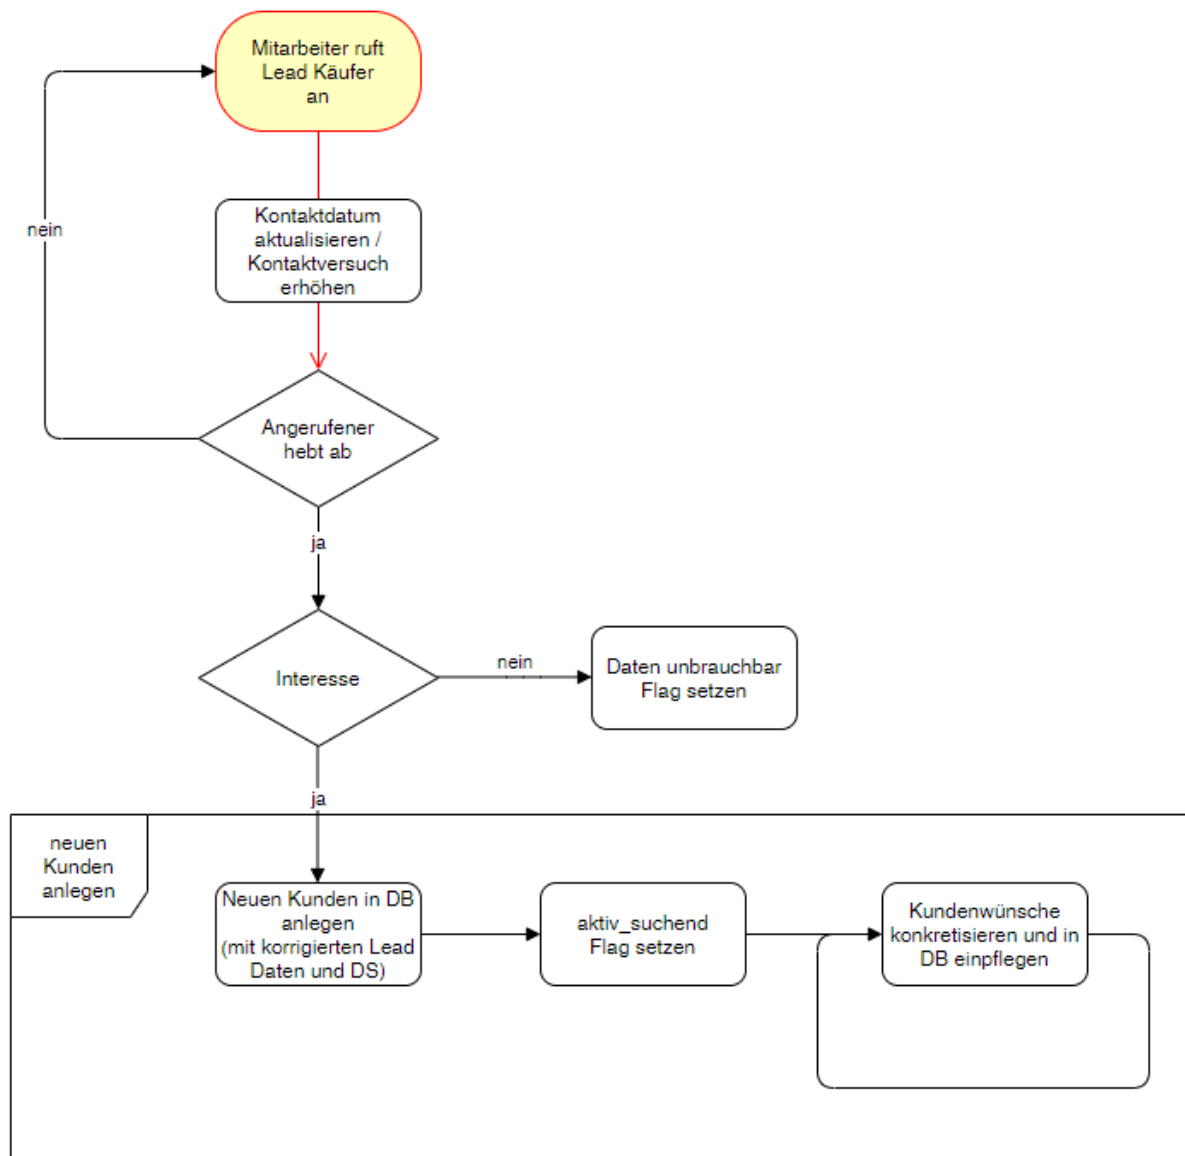 Mitarbeiter ruft
Lead Käufer
an
nein
Kontaktdatum
aktualisieren /
Kontaktversuch
erhöhen
Angerufener
hebt ab
ja
Interesse
nein
Daten unbrauchbar
Flag setzen
ja
neuen
Kunden
anlegen
Neuen Kunden in DB
anlegen
(mit korrigierten Lead
Daten und DS)
aktiv_suchend
Flag setzen
Kundenwünsche
konkretisieren und in
DB einpflegen